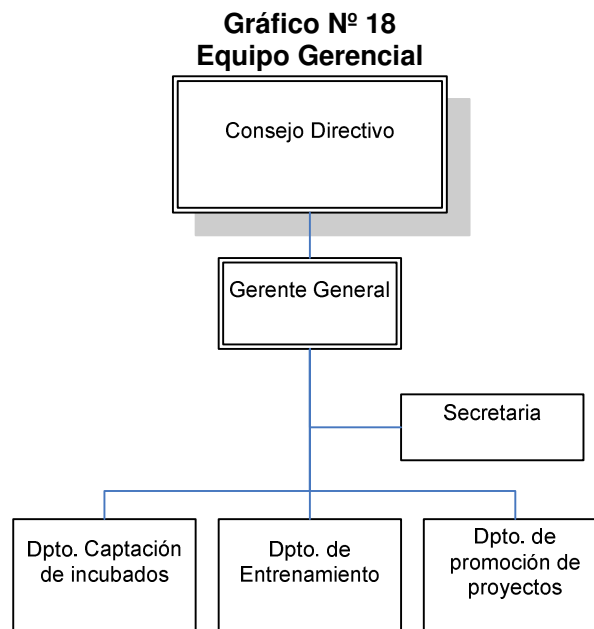 Gráfico Nº 18
Equipo Gerencial
Consejo Directivo
Gerente General
Secretaria
Dpto. Captación
de incubados
Dpto. de
Entrenamiento
Dpto. de
promoción de
proyectos